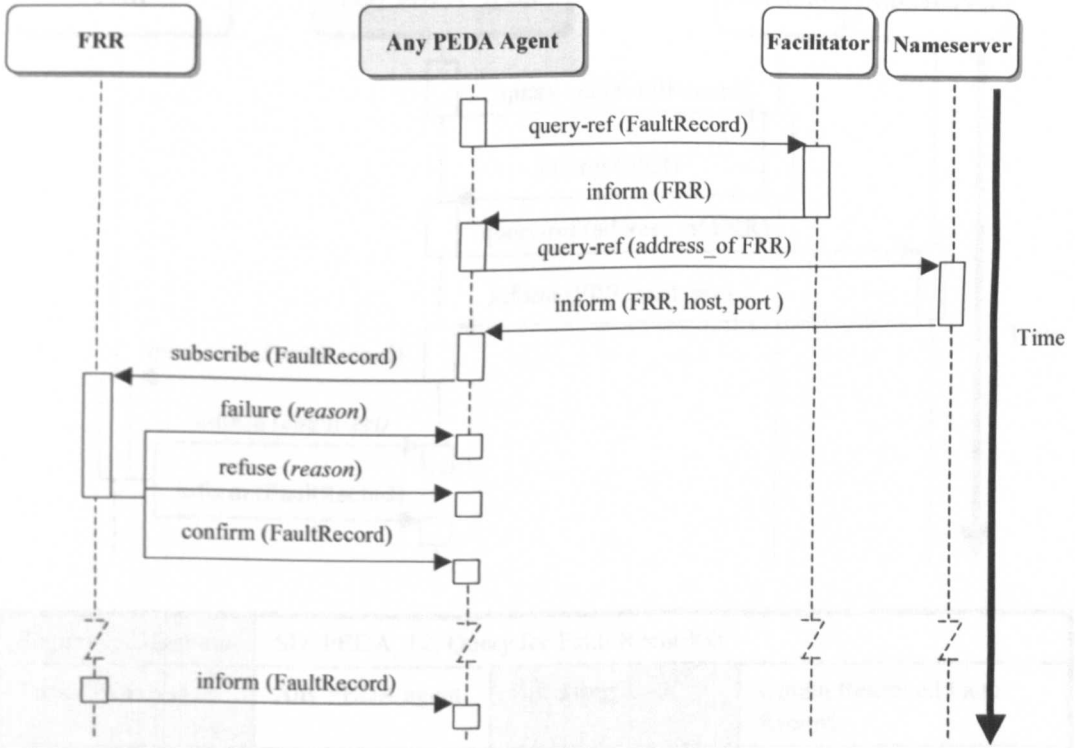 FRR
Any PEDA Agent
Facilitator
Nameserver
query-ref (FaultRecord)
inform (FRR)
query-ref (address_of FRR)
inform (FRR, host, port )
Time
subscribe (FaultRecord)
failure (reason)
refuse (reason)
confirm (FaultRecord)
inform (FaultRecord)